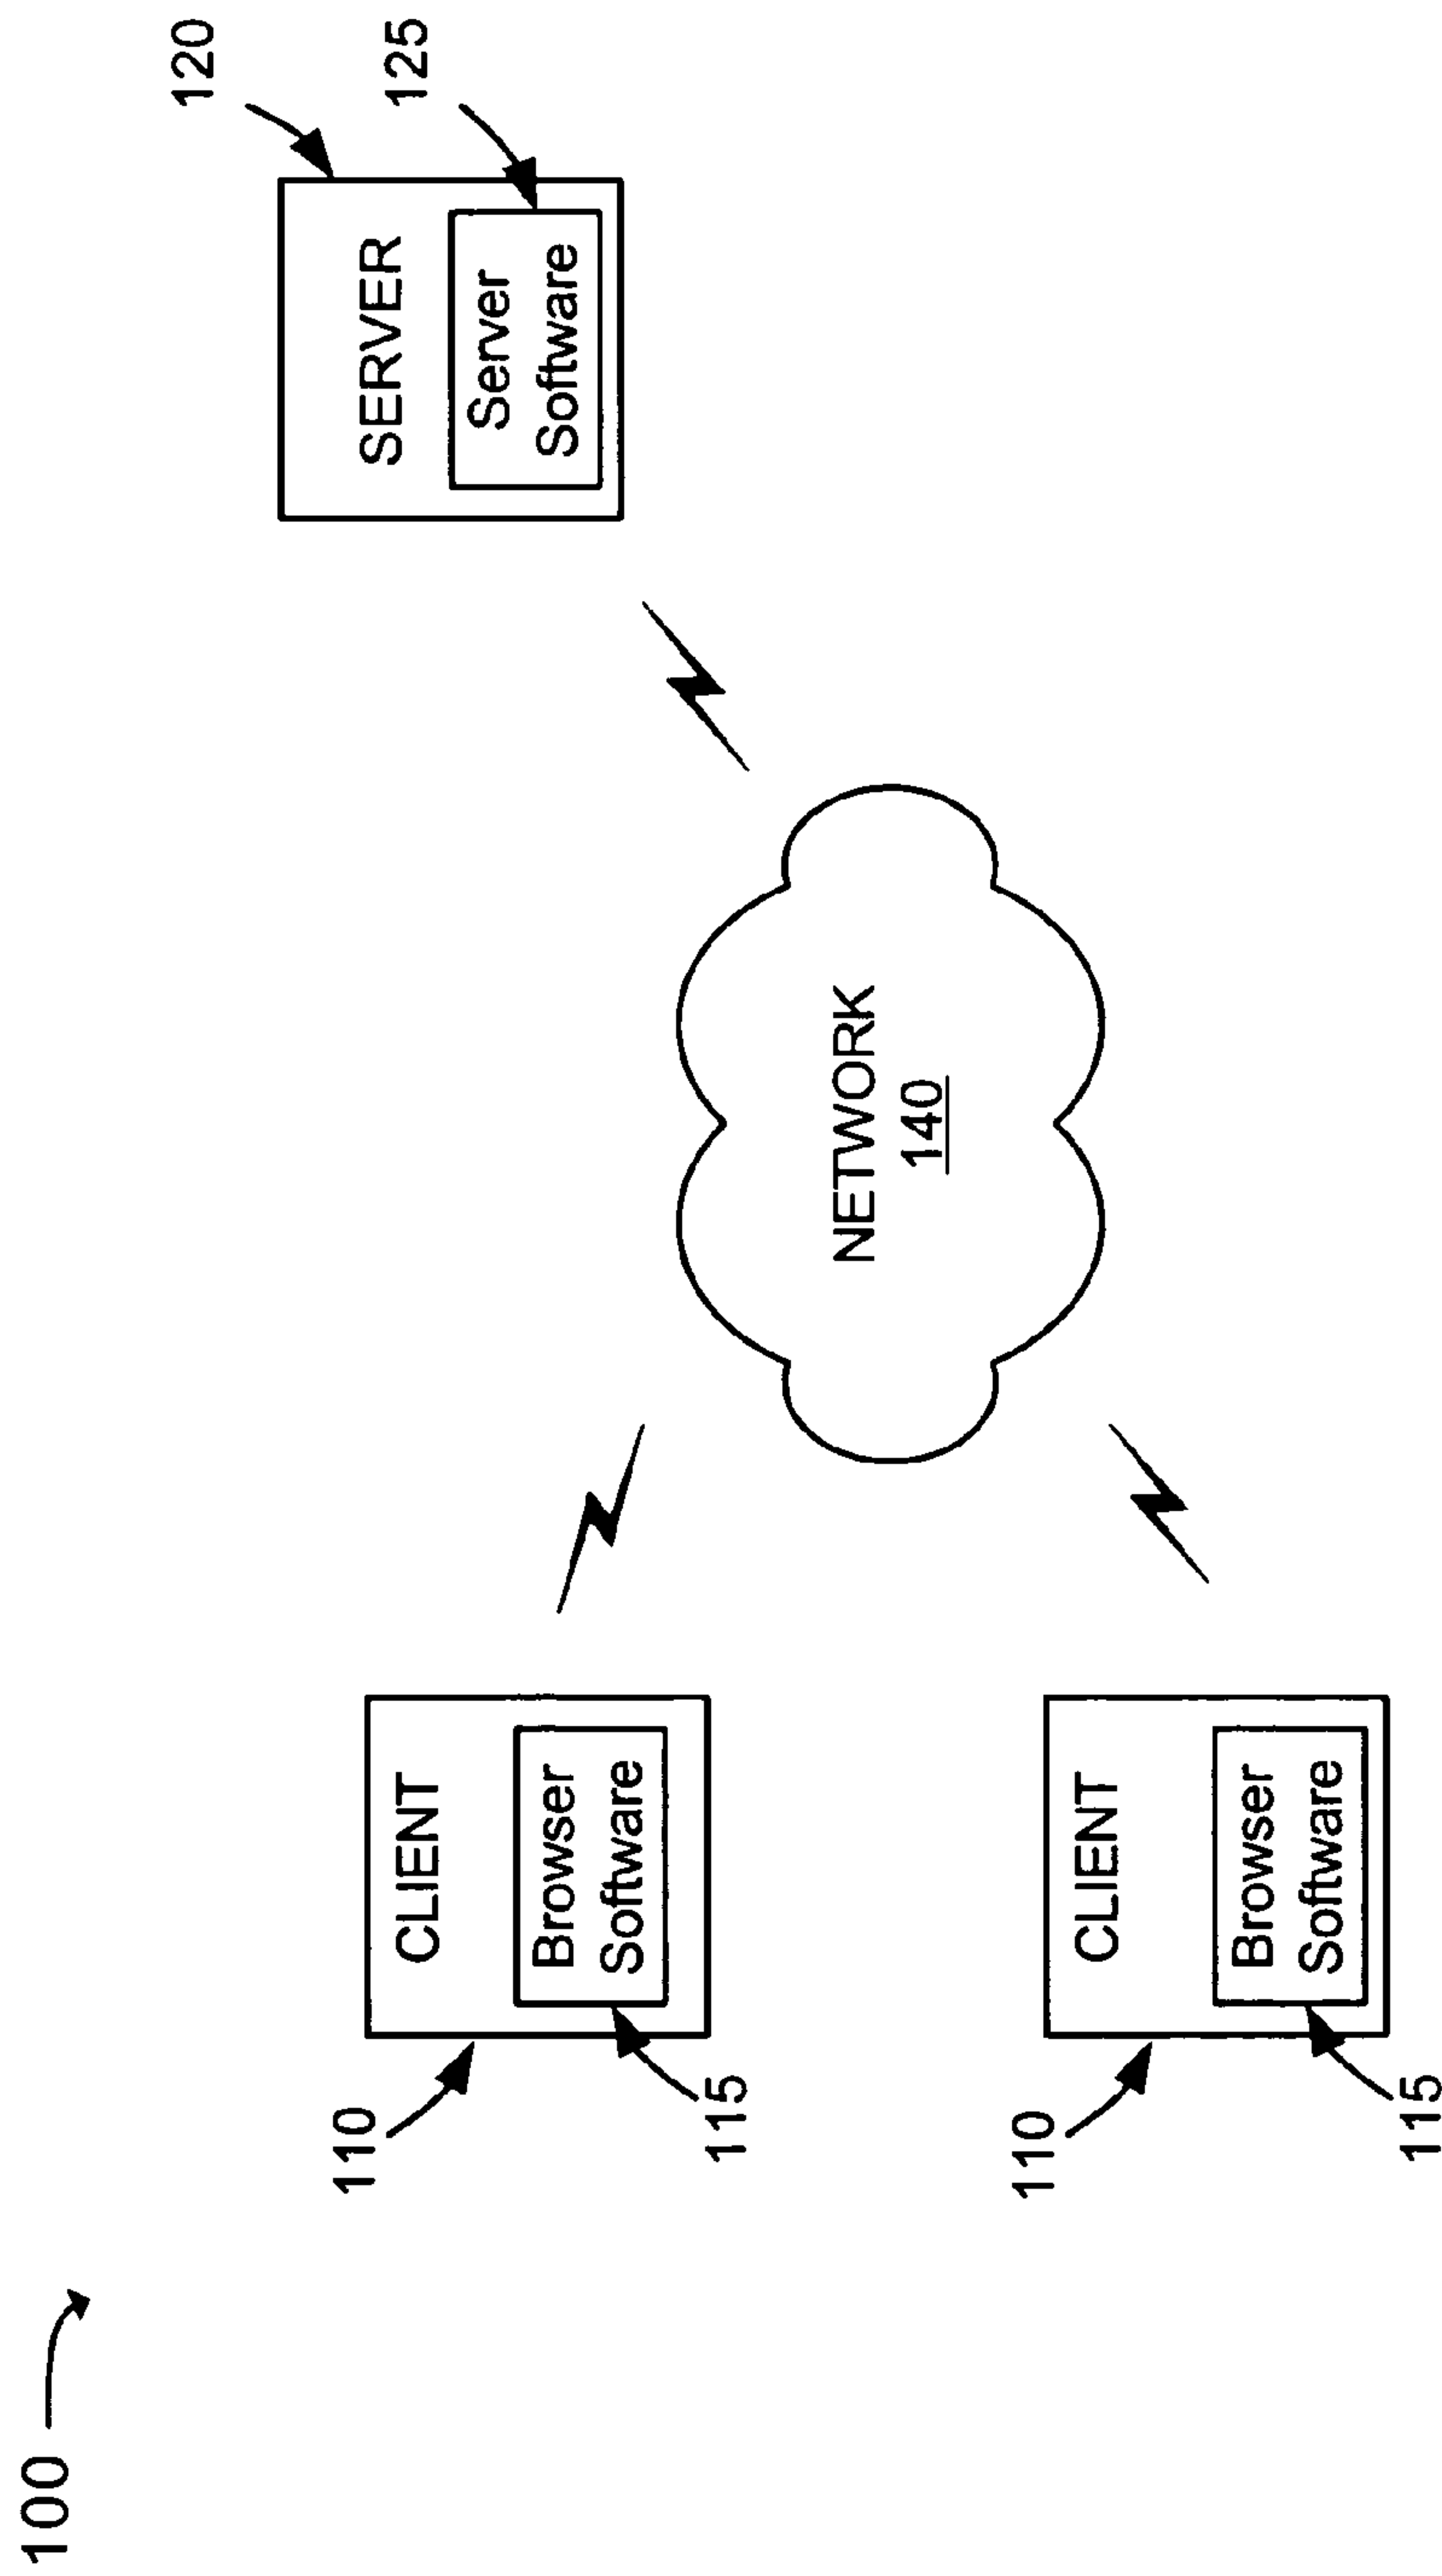 100
110
CLIENT
Browser
Software
115
110
CLIENT
Browser
Software
115
NETWORK
140
120
SERVER
Server
Software
125